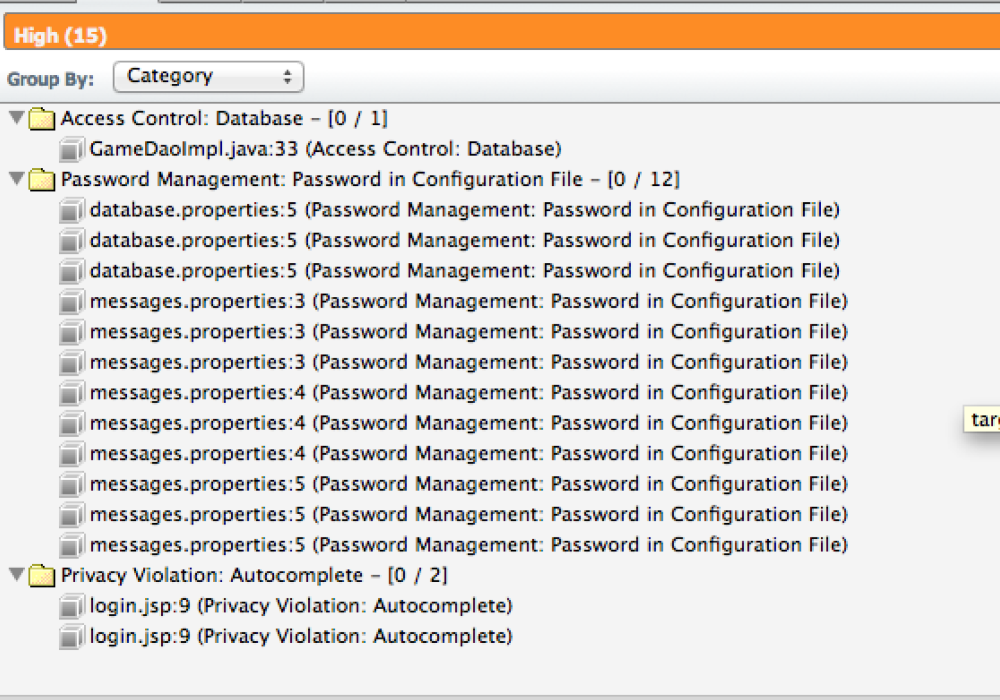 High (15)
Group By: Category
Access Control: Database – [0 / 1]
GameDaoImpl.java:33 (Access Control: Database)
Password Management: Password in Configuration File – [0 / 12]
database.properties:5 (Password Management: Password in Configuration File)
database.properties:5 (Password Management: Password in Configuration File)
database.properties:5 (Password Management: Password in Configuration File)
messages.properties:3 (Password Management: Password in Configuration File)
messages.properties:3 (Password Management: Password in Configuration File)
messages.properties:3 (Password Management: Password in Configuration File)
messages.properties:4 (Password Management: Password in Configuration File)
messages.properties:4 (Password Management: Password in Configuration File)
messages.properties:4 (Password Management: Password in Configuration File)
messages.properties:5 (Password Management: Password in Configuration File)
messages.properties:5 (Password Management: Password in Configuration File)
messages.properties:5 (Password Management: Password in Configuration File)
Privacy Violation: Autocomplete – [0 / 2]
login.jsp:9 (Privacy Violation: Autocomplete)
login.jsp:9 (Privacy Violation: Autocomplete)